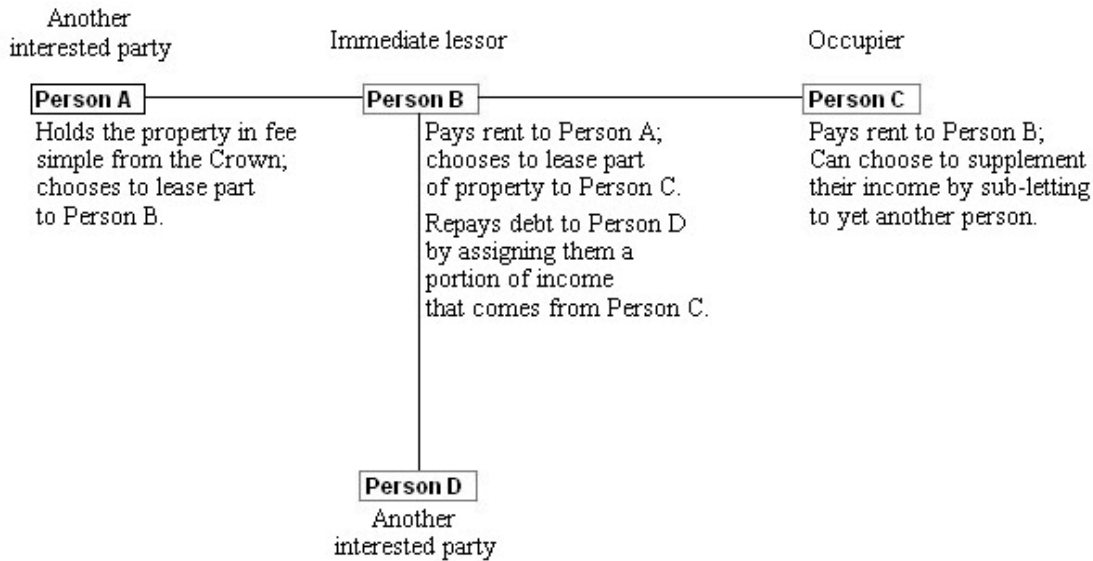 Another
interested party
Immediate lessor
Occupier
Person A
Person B
Person C
Holds the property in fee
simple from the Crown;
chooses to lease part
to Person B.
Pays rent to Person A;
chooses to lease part
of property to Person C.
Repays debt to Person D
by assigning them a
portion of income
that comes from Person C.
Pays rent to Person B;
Can choose to supplement
their income by sub-letting
to yet another person.
Person D
Another
interested party